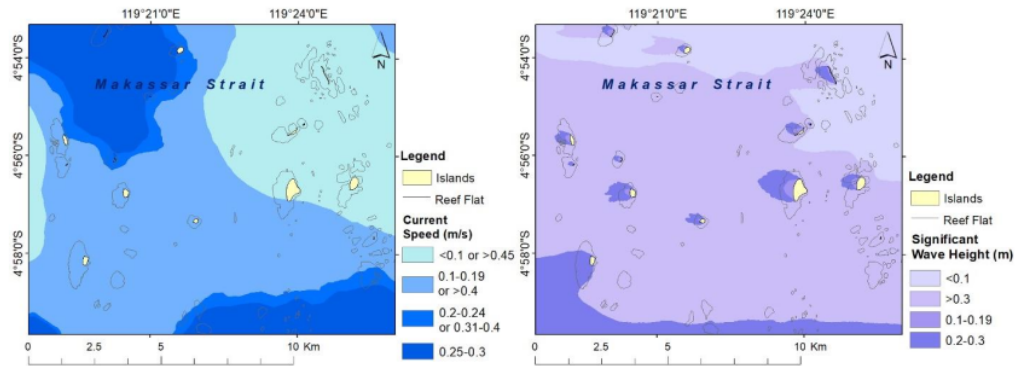 119°21'0"E
119°24'0"E
4°54'0"S
4°56'0"S
4°58'0"S
N
Makassar Strait
Legend
Islands
Reef Flat
Current
Speed (m/s)
<0.1 or >0.45
0.1-0.19
or >0.4
0.2-0.24
or 0.31-0.4
0.25-0.3
0
2.5
5
10 Km
119°21'0"E
119°24'0"E
4°54'0"S
4°56'0"S
4°58'0"S
N
Makassar Strait
Legend
Islands
Reef Flat
Significant
Wave Height (m)
<0.1
>0.3
0.1-0.19
0.2-0.3
0
2.5
5
10 Km